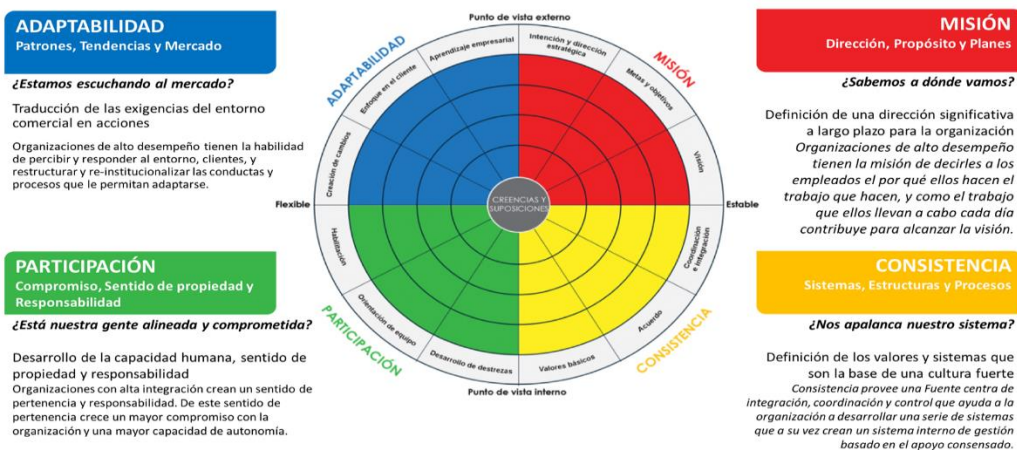 ADAPTABILIDAD
Patrones, Tendencias y Mercado
¿Estamos escuchando al mercado?
Traducción de las exigencias del entorno
comercial en acciones
Organizaciones de alto desempeño tienen la habilidad
de percibir y responder al entorno, clientes, y
restructurar y re-institucionalizar las conductas y
procesos que le permitan adaptarse.
PARTICIPACIÓN
Compromiso, Sentido de propiedad y
Responsabilidad
¿Está nuestra gente alineada y comprometida?
Desarrollo de la capacidad humana, sentido de
propiedad y responsabilidad
Organizaciones con alta integración crean un sentido de
pertenencia y responsabilidad. De este sentido de
pertenencia crece un mayor compromiso con la
organización y una mayor capacidad de autonomía.
Punto de vista externo
ADAPTABILIDAD
MISIÓN
Creación de cambios
Enfoque en el cliente
Aprendizaje empresarial
Intención y dirección
estratégica
Metas y objetivos
Visión
Flexible
CREENCIAS Y
SUPOSICIONES
Estable
Habilitación
Orientación de equipo
Desarrollo de destrezas
Valores básicos
Acuerdo
Coordinación
e integración
PARTICIPACIÓN
CONSISTENCIA
Punto de vista interno
MISIÓN
Dirección, Propósito y Planes
¿Sabemos a dónde vamos?
Definición de una dirección significativa
a largo plazo para la organización
Organizaciones de alto desempeño
tienen la misión de decirles a los
empleados el por qué ellos hacen el
trabajo que hacen, y como el trabajo
que ellos llevan a cabo cada día
contribuye para alcanzar la visión.
CONSISTENCIA
Sistemas, Estructuras y Procesos
¿Nos apalanca nuestro sistema?
Definición de los valores y sistemas que
son la base de una cultura fuerte
Consistencia provee una Fuente centra de
integración, coordinación y control que ayuda a la
organización a desarrollar una serie de sistemas
que a su vez crean un sistema interno de gestión
basado en el apoyo consensado.